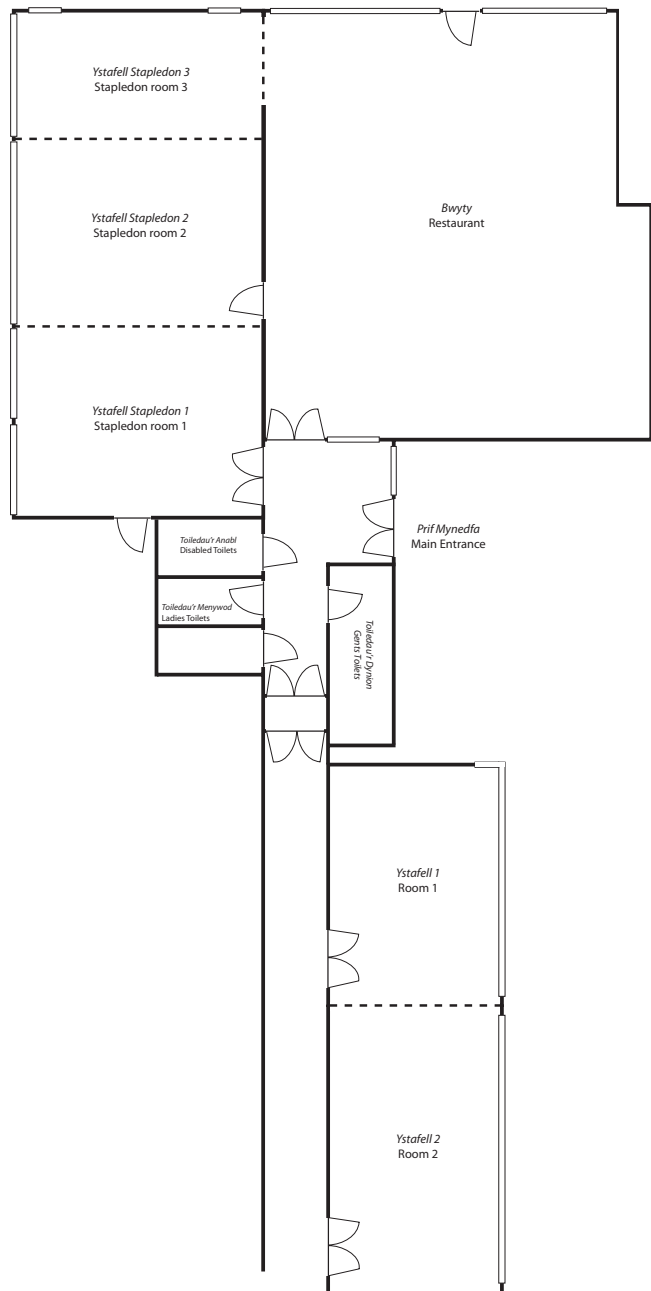 Ystafell Stapledon 3
Stapledon room 3
Ystafell Stapledon 2
Stapledon room 2
Bwyty
Restaurant
Ystafell Stapledon 1
Stapledon room 1
Prif Mynedfa
Main Entrance
Toiledau'r Anabl
Disabled Toilets
Toiledau'r Menywod
Ladies Toilets
Toiledau'r Dynion
Gents Toilets
Ystafell 1
Room 1
Ystafell 2
Room 2